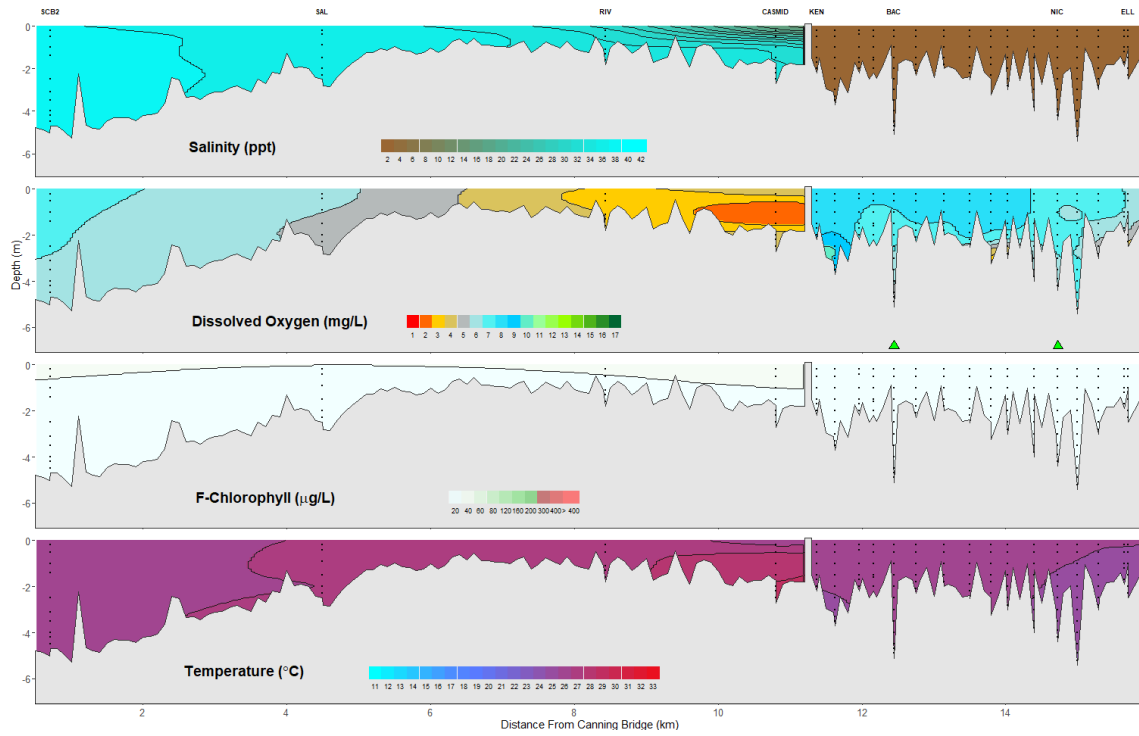 SCB2 SAL RIV CASMID KEN BAC NIC ELL
0
-2
-4
-6
Salinity (ppt)
2 4 6 8 10 12 14 16 18 20 22 24 26 28 30 32 34 36 38 40 42
0
-2
-4
-6
Dissolved Oxygen (mg/L)
1 2 3 4 5 6 7 8 9 10 11 12 13 14 15 16 17
Depth (m)
0
-2
-4
-6
F-Chlorophyll (μg/L)
20 40 60 80 120 160 200 300 400 > 400
0
-2
-4
-6
Temperature (°C)
11 12 13 14 15 16 17 18 19 20 21 22 23 24 25 26 27 28 29 30 31 32 33
2 4 6 8 10 12 14
Distance From Canning Bridge (km)